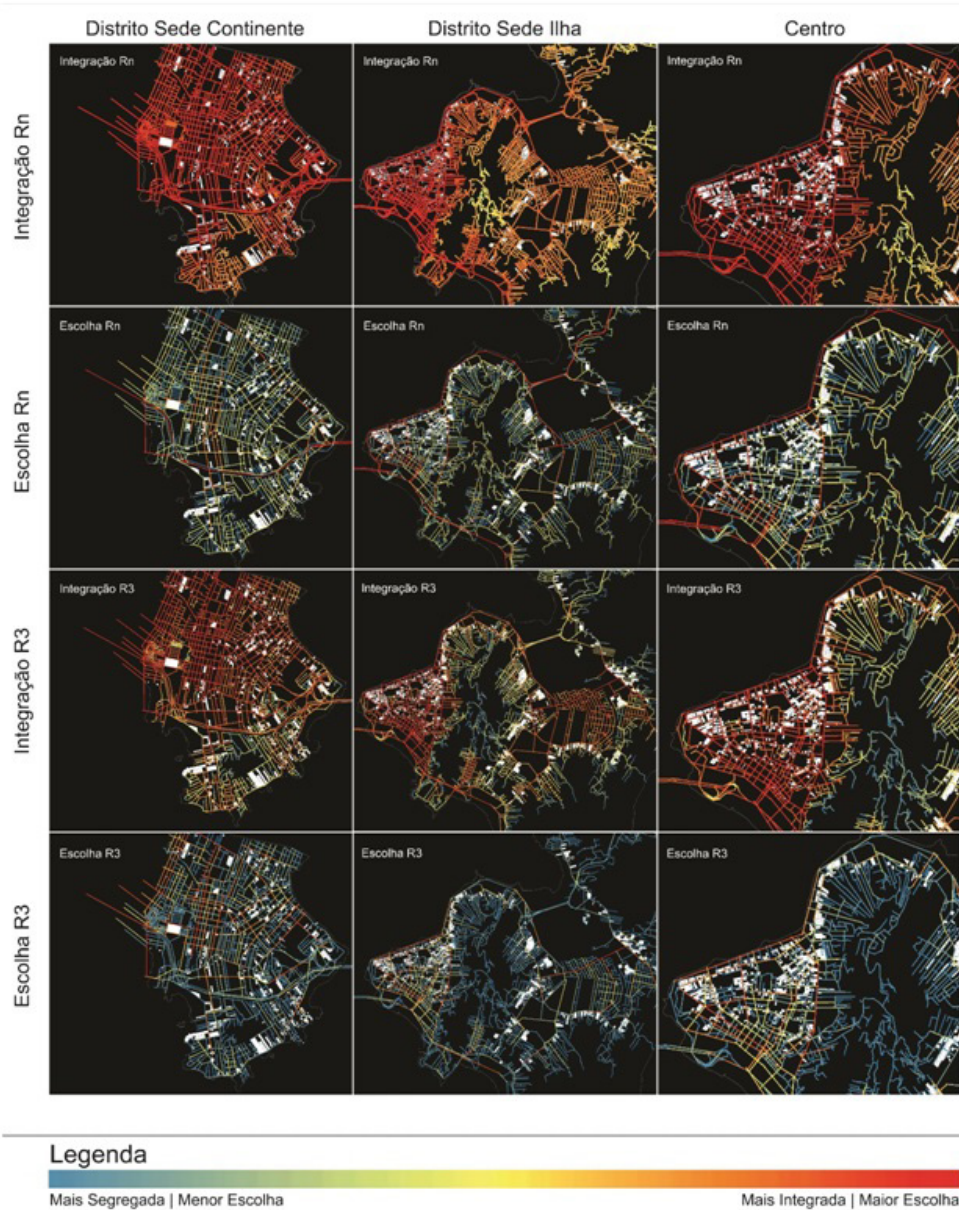 Distrito Sede Continente
Distrito Sede Ilha
Centro
Integração Rn
Integração Rn
Integração Rn
Integração Rn
Escolha Rn
Escolha Rn
Escolha Rn
Escolha Rn
Integração R3
Integração R3
Integração R3
Integração R3
Escolha R3
Escolha R3
Escolha R3
Escolha R3
Legenda
Mais Segregada | Menor Escolha
Mais Integrada | Maior Escolha